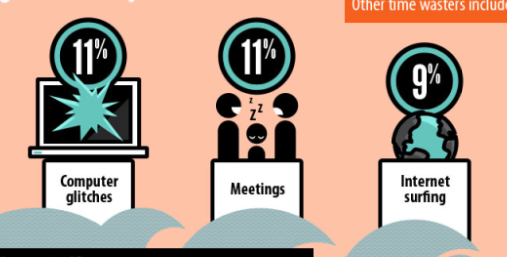 Other time wasters include
11%
11%
9%
z
z
z
Computer
glitches
Meetings
Internet
surfing